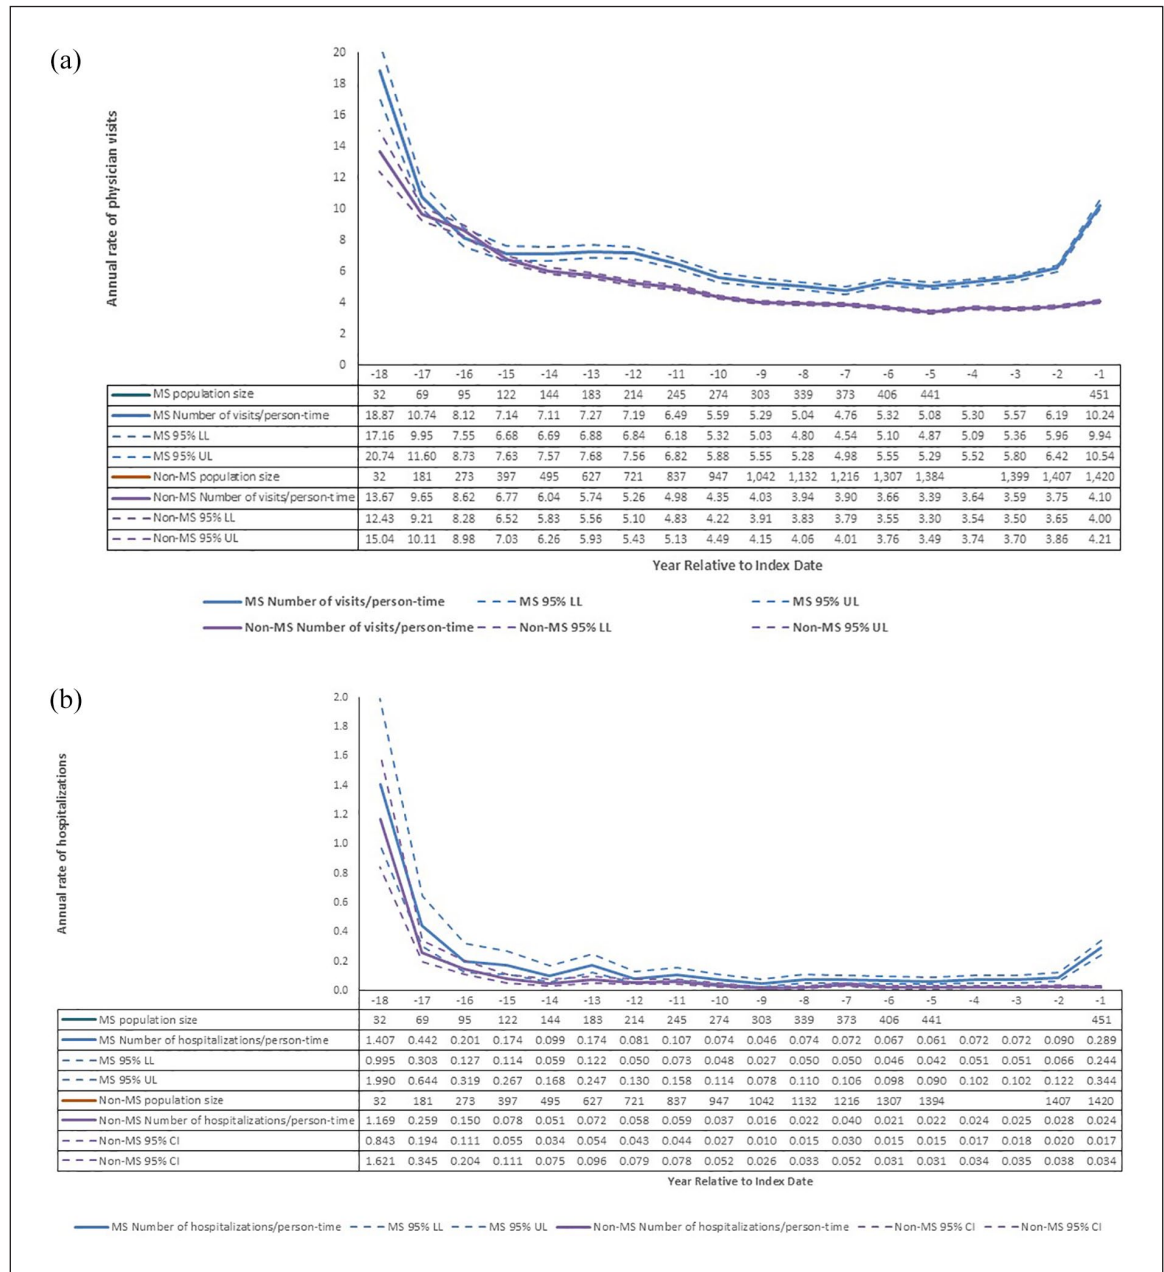 (a)
Annual rate of physician visits
20
18
16
14
12
10
8
6
4
2
0
-18 -17 -16 -15 -14 -13 -12 -11 -10 -9 -8 -7 -6 -5 -4 -3 -2 -1
MS population size 32 69 95 122 144 183 214 245 274 303 339 373 406 441 451
MS Number of visits/person-time 18.87 10.74 8.12 7.14 7.11 7.27 7.19 6.49 5.59 5.29 5.04 4.76 5.32 5.08 5.30 5.57 6.19 10.24
MS 95% LL 17.16 9.95 7.55 6.68 6.69 6.88 6.84 6.18 5.32 5.03 4.80 4.54 5.10 4.87 5.09 5.36 5.96 9.94
MS 95% UL 20.74 11.60 8.73 7.63 7.57 7.68 7.56 6.82 5.88 5.55 5.28 4.98 5.55 5.29 5.52 5.80 6.42 10.54
Non-MS population size 32 181 273 397 495 627 721 837 947 1,042 1,132 1,216 1,307 1,384 1,399 1,407 1,420
Non-MS Number of visits/person-time 13.67 9.65 8.62 6.77 6.04 5.74 5.26 4.98 4.35 4.03 3.94 3.90 3.66 3.39 3.64 3.59 3.75 4.10
Non-MS 95% LL 12.43 9.21 8.28 6.52 5.83 5.56 5.10 4.83 4.22 3.91 3.83 3.79 3.55 3.30 3.54 3.50 3.65 4.00
Non-MS 95% UL 15.04 10.11 8.98 7.03 6.26 5.93 5.43 5.13 4.49 4.15 4.06 4.01 3.76 3.49 3.74 3.70 3.86 4.21
Year Relative to Index Date
MS Number of visits/person-time MS 95% LL MS 95% UL
Non-MS Number of visits/person-time Non-MS 95% LL Non-MS 95% UL
(b)
Annual rate of hospitalizations
2.0
1.8
1.6
1.4
1.2
1.0
0.8
0.6
0.4
0.2
0.0
-18 -17 -16 -15 -14 -13 -12 -11 -10 -9 -8 -7 -6 -5 -4 -3 -2 -1
MS population size 32 69 95 122 144 183 214 245 274 303 339 373 406 441 451
MS Number of hospitalizations/person-time 1.407 0.442 0.201 0.174 0.099 0.174 0.081 0.107 0.074 0.046 0.074 0.072 0.067 0.061 0.072 0.072 0.090 0.289
MS 95% LL 0.995 0.303 0.127 0.114 0.059 0.122 0.050 0.073 0.048 0.027 0.050 0.050 0.046 0.042 0.051 0.051 0.066 0.244
MS 95% UL 1.990 0.644 0.319 0.267 0.168 0.247 0.130 0.158 0.114 0.078 0.110 0.106 0.098 0.090 0.102 0.102 0.122 0.344
Non-MS population size 32 181 273 397 495 627 721 837 947 1042 1132 1216 1307 1394 1407 1420
Non-MS Number of hospitalizations/person-time 1.169 0.259 0.150 0.078 0.051 0.072 0.058 0.059 0.037 0.016 0.022 0.040 0.021 0.022 0.024 0.025 0.028 0.024
Non-MS 95% CI 0.843 0.194 0.111 0.055 0.034 0.054 0.043 0.044 0.027 0.010 0.015 0.030 0.015 0.015 0.017 0.018 0.020 0.017
Non-MS 95% CI 1.621 0.345 0.204 0.111 0.075 0.096 0.079 0.078 0.052 0.026 0.033 0.052 0.031 0.031 0.034 0.035 0.038 0.034
Year Relative to Index Date
MS Number of hospitalizations/person-time MS 95% LL MS 95% UL Non-MS Number of hospitalizations/person-time Non-MS 95% CI Non-MS 95% CI